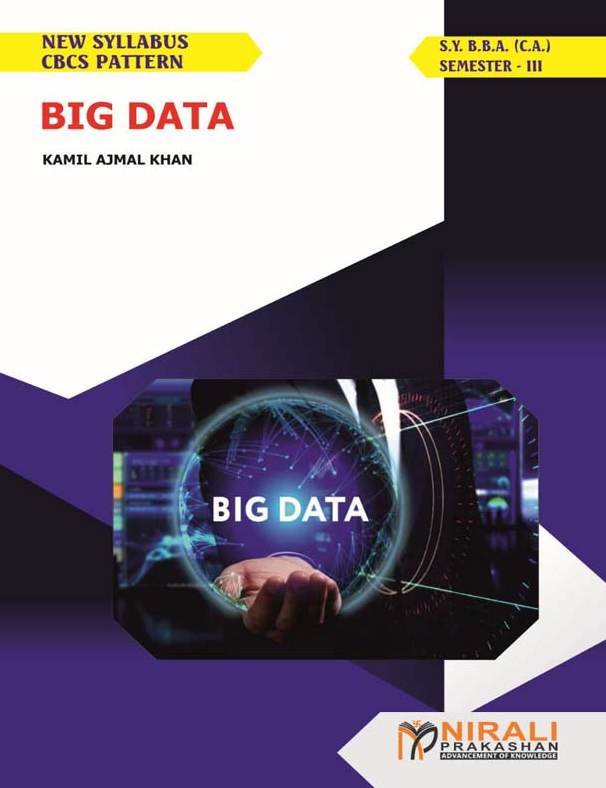 NEW SYLLABUS
CBCS PATTERN
S.Y. B.B.A. (C.A.)
SEMESTER - III
BIG DATA
KAMIL AJMAL KHAN
BIG DATA
NIRALI
PRAKASHAN
ADVANCEMENT OF KNOWLEDGE